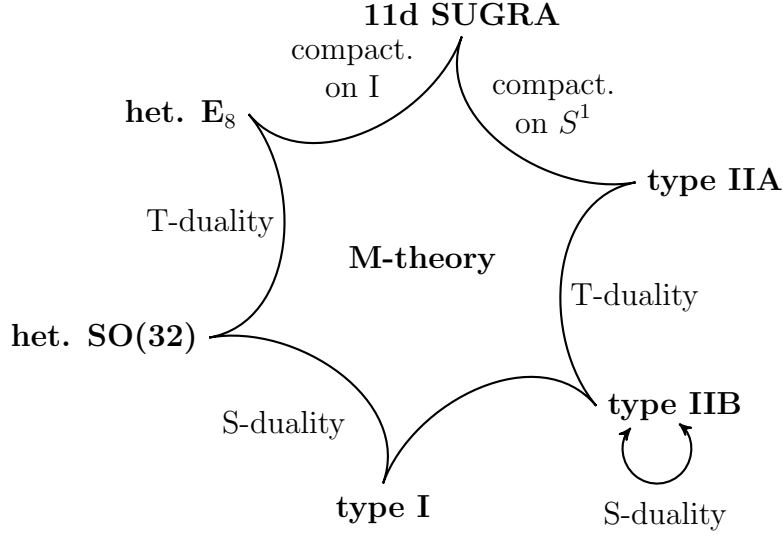 11d SUGRA
compact.
on I
compact.
on S¹
het. E₈
type IIA
T-duality
M-theory
T-duality
het. SO(32)
type IIB
S-duality
type I
S-duality